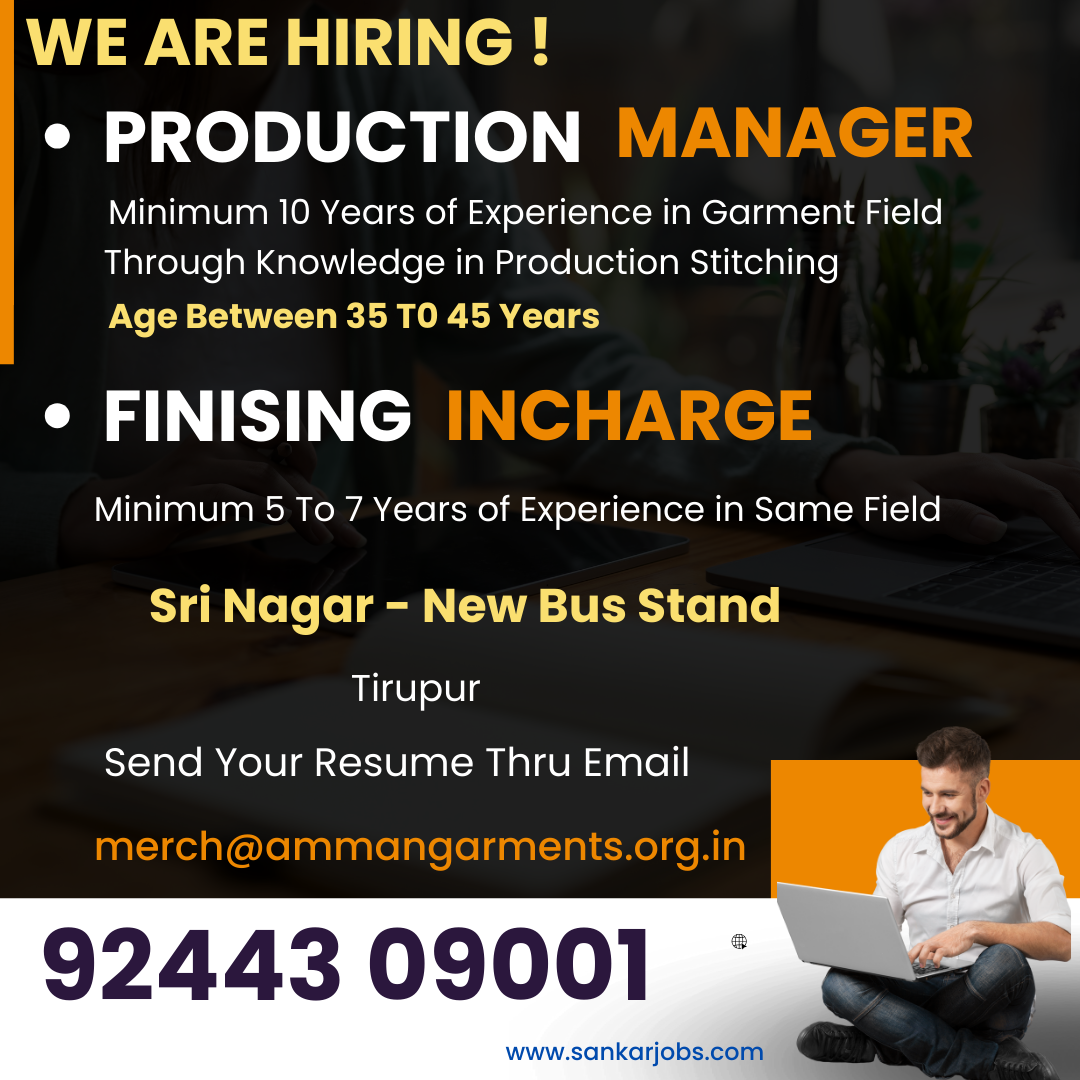 WE ARE HIRING !
• PRODUCTION MANAGER
Minimum 10 Years of Experience in Garment Field
Through Knowledge in Production Stitching
Age Between 35 T0 45 Years
• FINISING INCHARGE
Minimum 5 To 7 Years of Experience in Same Field
Sri Nagar - New Bus Stand
Tirupur
Send Your Resume Thru Email
merch@ammangarments.org.in
92443 09001
www.sankarjobs.com